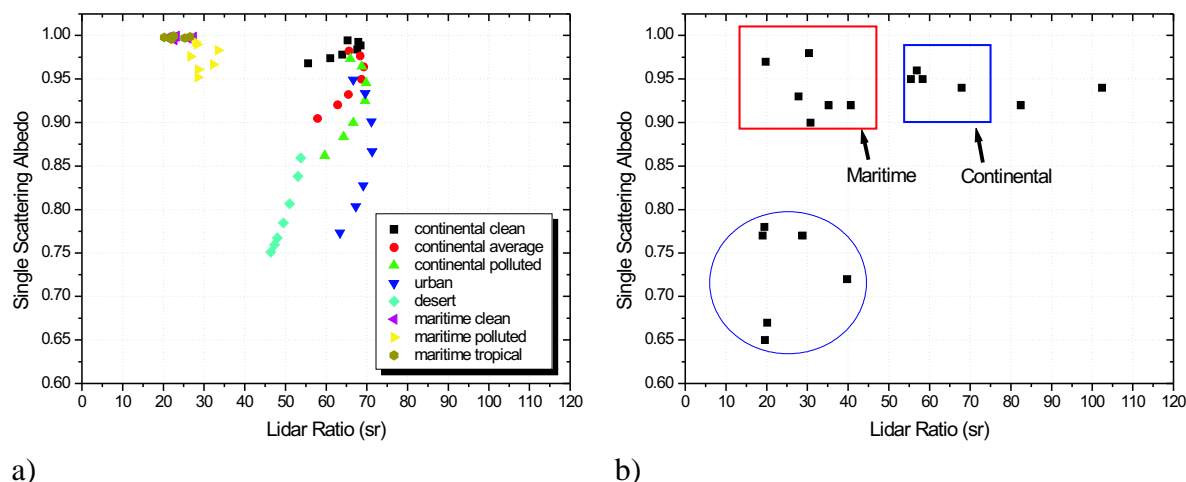 Single Scattering Albedo
1.00
0.95
0.90
0.85
0.80
0.75
0.70
0.65
0.60
continental clean
continental average
continental polluted
urban
desert
maritime clean
maritime polluted
maritime tropical
0 10 20 30 40 50 60 70 80 90 100 110 120
Lidar Ratio (sr)
a)
Single Scattering Albedo
1.00
0.95
0.90
0.85
0.80
0.75
0.70
0.65
0.60
Maritime
Continental
0 10 20 30 40 50 60 70 80 90 100 110 120
Lidar Ratio (sr)
b)